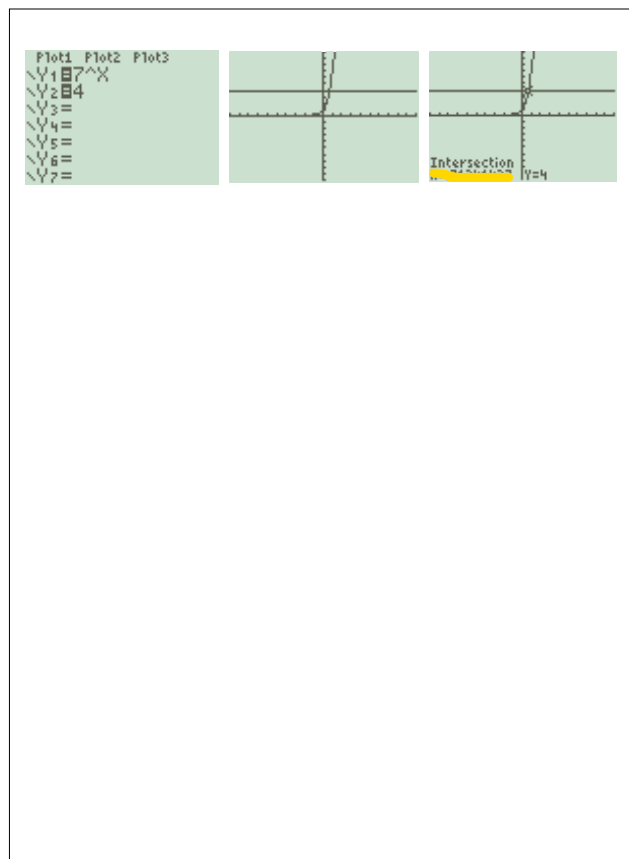 Plot1 Plot2 Plot3
\Y1=7^X
\Y2=4
\Y3=
\Y4=
\Y5=
\Y6=
\Y7=
Intersection
Y=4